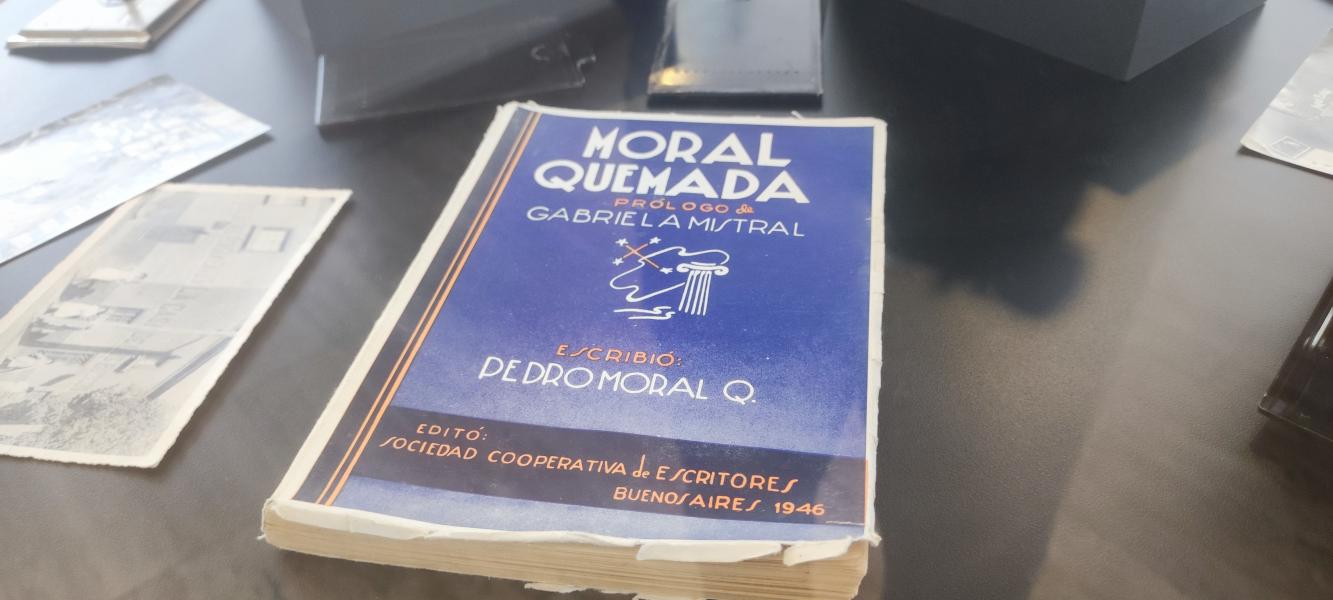 MORAL
QUEMADA
PRÓLOGO de
GABRIELA MISTRAL
ESCRIBIÓ:
PEDRO MORAL Q.
EDITÓ:
SOCIEDAD COOPERATIVA de ESCRITORES
BUENOS AIRES 1946